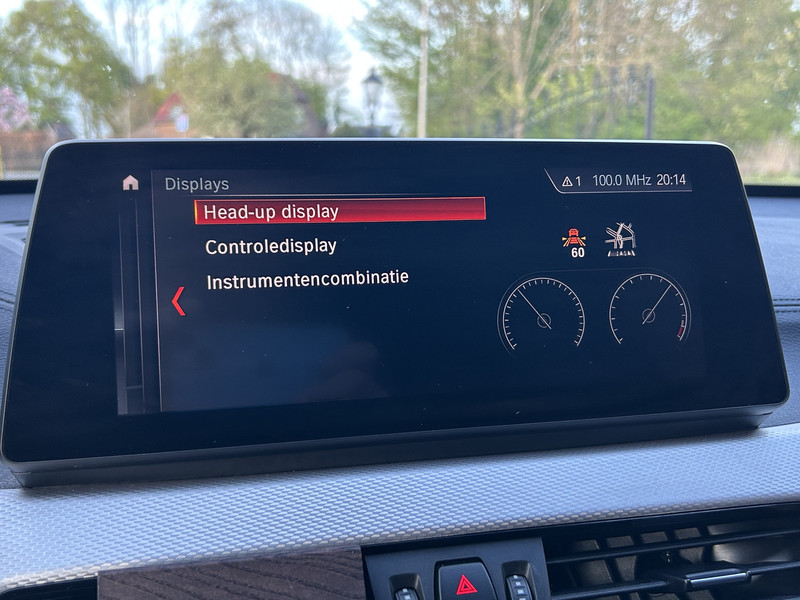 Displays
1 100.0 MHz 20:14
Head-up display
Controledisplay
60
Instrumentencombinatie